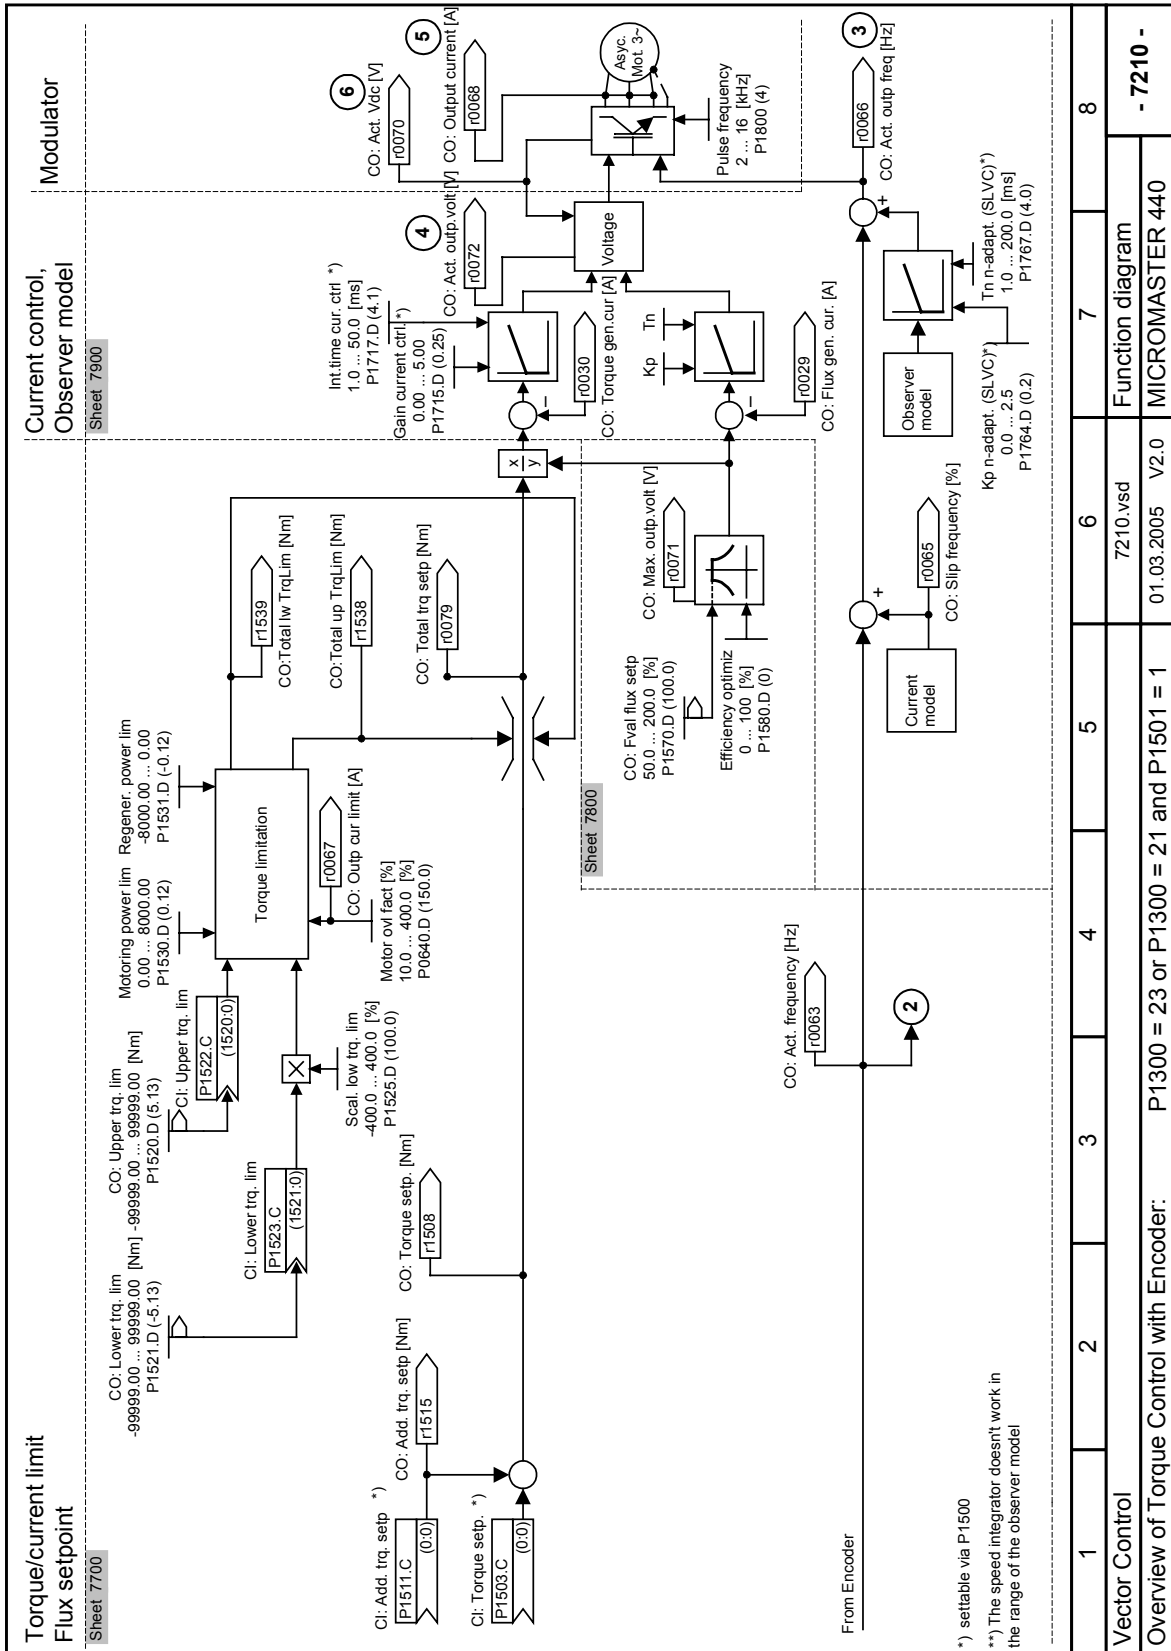 Torque/current limit
Flux setpoint
Sheet 7700
Current control,
Observer model
Sheet 7900
Modulator
CO: Lower trq. lim
-99999.00 ... 99999.00 [Nm]
P1521.D (-5.13)
CO: Upper trq. lim
-99999.00 ... 99999.00 [Nm]
P1520.D (5.13)
CI: Upper trq. lim
P1522.C
(1520:0)
CI: Lower trq. lim
P1523.C
(1521:0)
Scal. low trq. lim
-400.0 ... 400.0 [%]
P1525.D (100.0)
Motoring power lim
0.00 ... 8000.00
P1530.D (0.12)
Regener. power lim
-8000.00 ... 0.00
P1531.D (-0.12)
Torque limitation
r0067
CO: Outp cur limit [A]
Motor ovl fact [%]
10.0 ... 400.0 [%]
P0640.D (150.0)
r1539
CO:Total lw TrqLim [Nm]
CO:Total up TrqLim [Nm]
r1538
CO: Total trq setp [Nm]
r0079
CI: Add. trq. setp *)
P1511.C
(0:0)
CO: Add. trq. setp [Nm]
r1515
CI: Torque setp. *)
P1503.C
(0:0)
CO: Torque setp. [Nm]
r1508
x
y
Int.time cur. ctrl *)
1.0 ... 50.0 [ms]
P1717.D (4.1)
Gain current ctrl. *)
0.00 ... 5.00
P1715.D (0.25)
–
r0030
CO: Torque gen.cur [A]
Kp
Tn
–
r0029
CO: Flux gen. cur. [A]
4
CO: Act. outp.volt[V]
r0072
Voltage
6
CO: Act. Vdc [V]
r0070
5
CO: Output current [A]
r0068
Asyc.
Mot. 3~
Pulse frequency
2 ... 16 [kHz]
P1800 (4)
Sheet 7800
CO: Fval flux setp
50.0 ... 200.0 [%]
P1570.D (100.0)
Efficiency optimiz
0 ... 100 [%]
P1580.D (0)
CO: Max. outp.volt [V]
r0071
From Encoder
CO: Act. frequency [Hz]
r0063
2
Current
model
+
r0065
CO: Slip frequency [%]
Observer
model
Kp n-adapt. (SLVC)*)
0.0 ... 2.5
P1764.D (0.2)
Tn n-adapt. (SLVC)*)
1.0 ... 200.0 [ms]
P1767.D (4.0)
+
r0066
3
CO: Act. outp freq [Hz]
*) settable via P1500
**) The speed integrator doesn't work in
the range of the observer model
1 2 3 4 5 6 7 8
Vector Control 7210.vsd Function diagram - 7210 -
Overview of Torque Control with Encoder: P1300 = 23 or P1300 = 21 and P1501 = 1 01.03.2005 V2.0 MICROMASTER 440